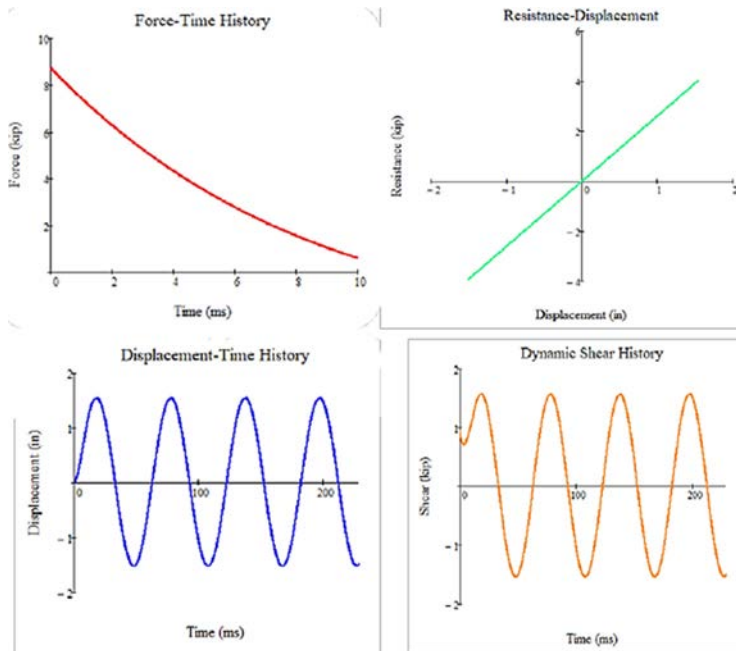 Force-Time History
10
8
6
4
2
0
2
4
6
8
10
Force (kip)
Time (ms)
Resistance-Displacement
6
4
2
−2
−1
0
1
2
−2
−4
Resistance (kip)
Displacement (in)
Displacement-Time History
2
1
0
100
200
−1
−2
Displacement (in)
Time (ms)
Dynamic Shear History
2
1
0
100
200
−1
−2
Shear (kip)
Time (ms)